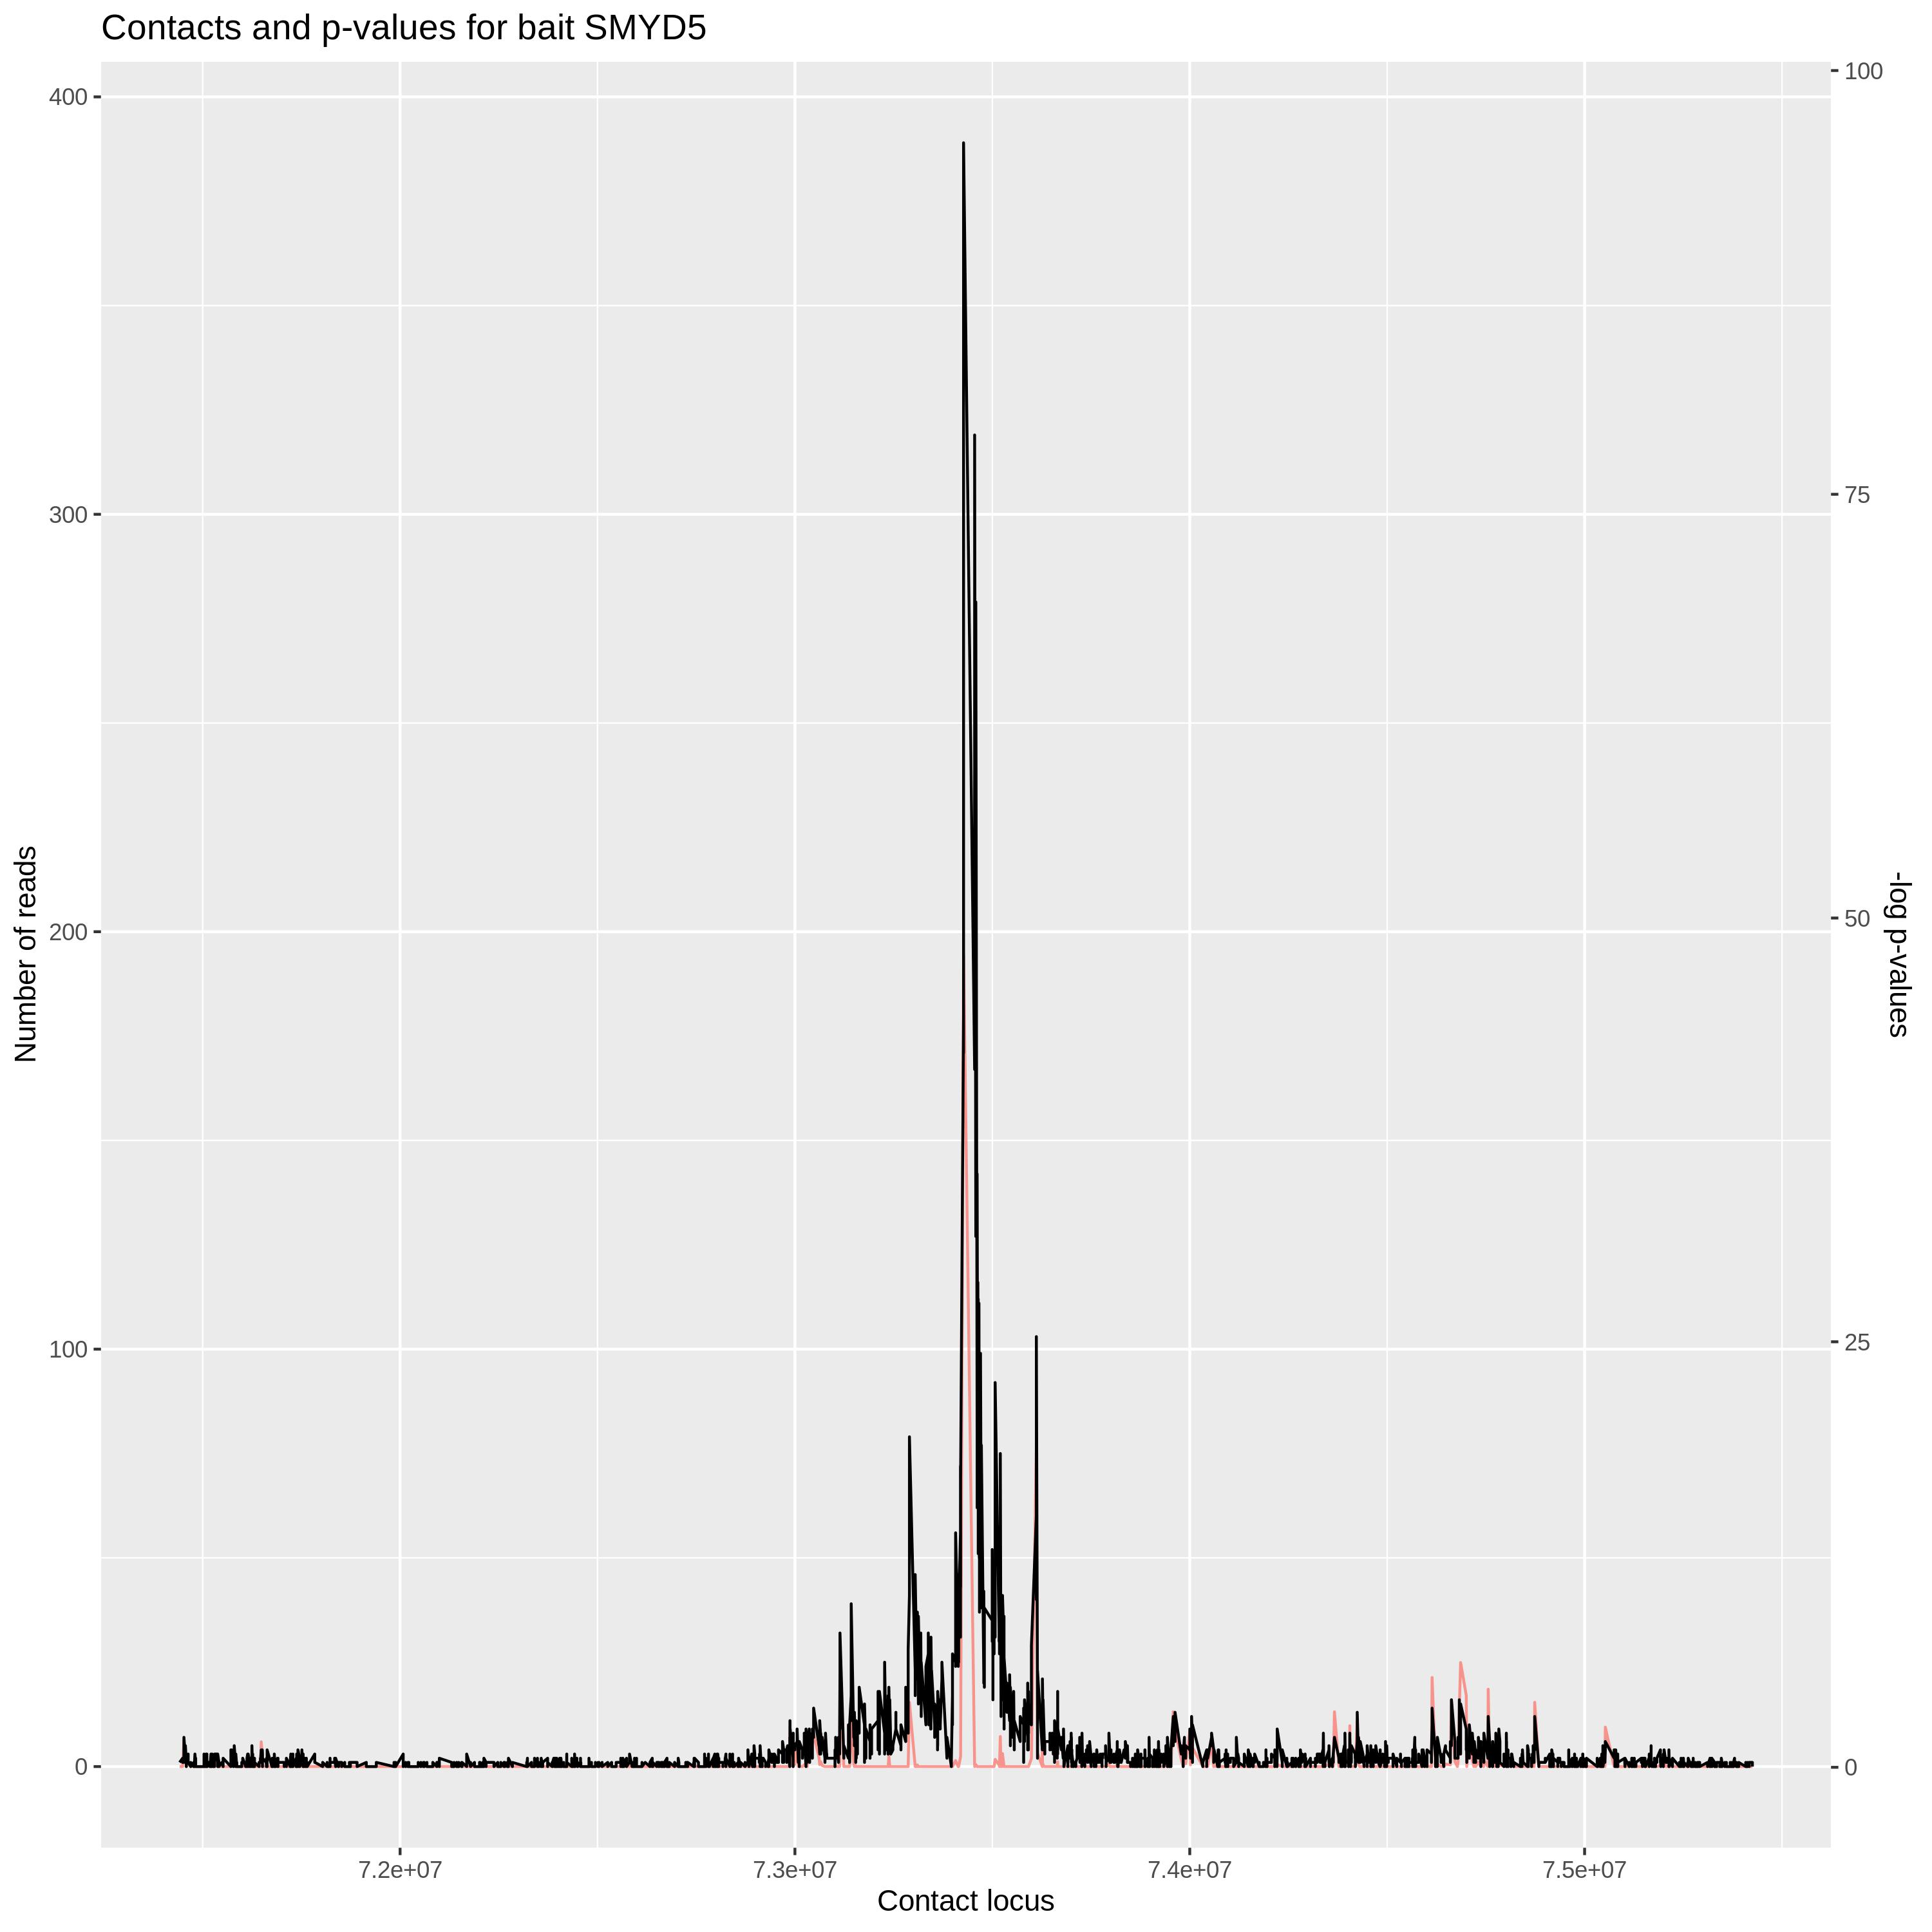 Contacts and p-values for bait SMYD5
400
300
200
100
0
100
75
50
25
0
Number of reads
-log p-values
7.2e+07
7.3e+07
7.4e+07
7.5e+07
Contact locus